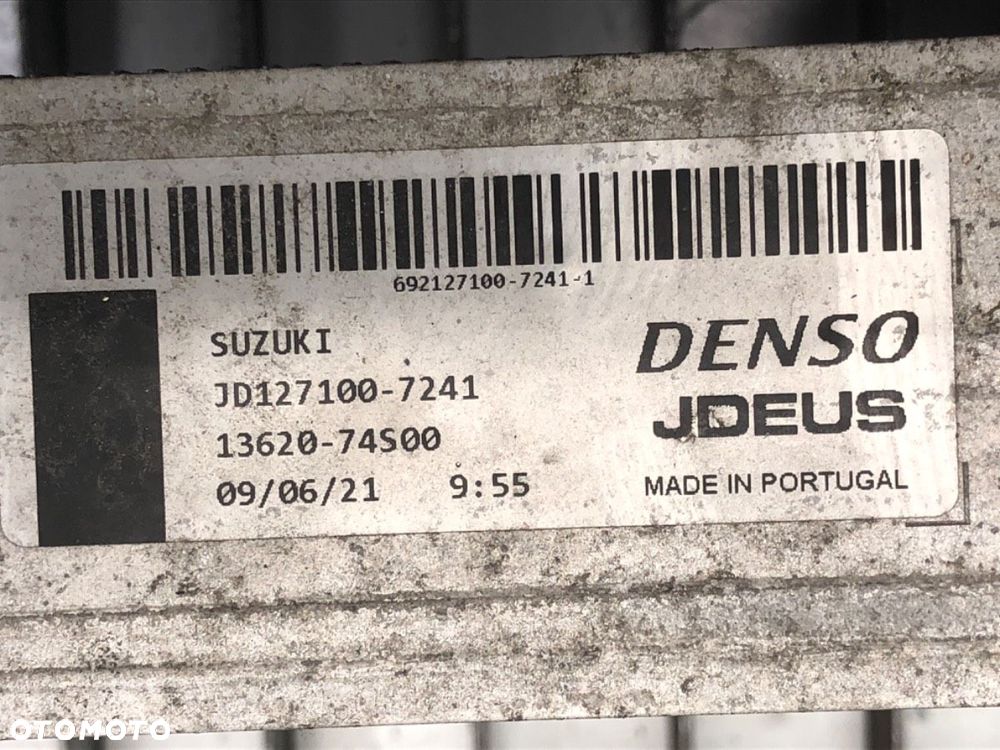 692127100-7241-1
SUZUKI
JD127100-7241
13620-74S00
09/06/21 9:55
DENSO
JDEUS
MADE IN PORTUGAL
OTOMOTO